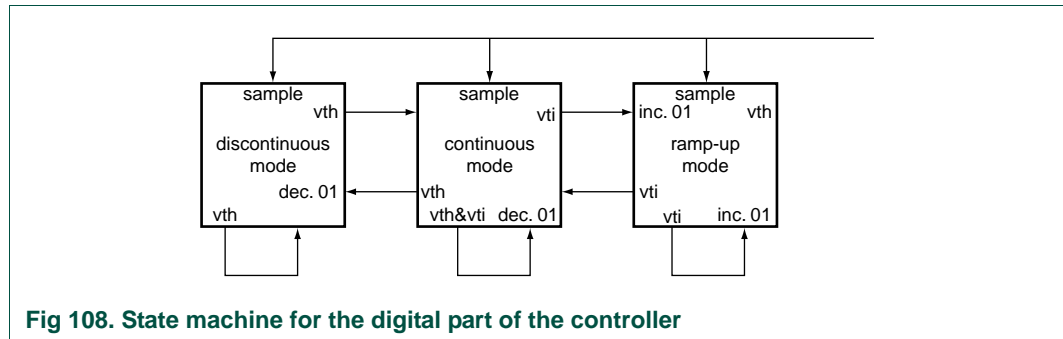 sample
vth
discontinuous
mode
dec. 01
vth
sample
vti
continuous
mode
vth
vth&vti dec. 01
sample
inc. 01 vth
ramp-up
mode
vti
vti inc. 01
Fig 108. State machine for the digital part of the controller